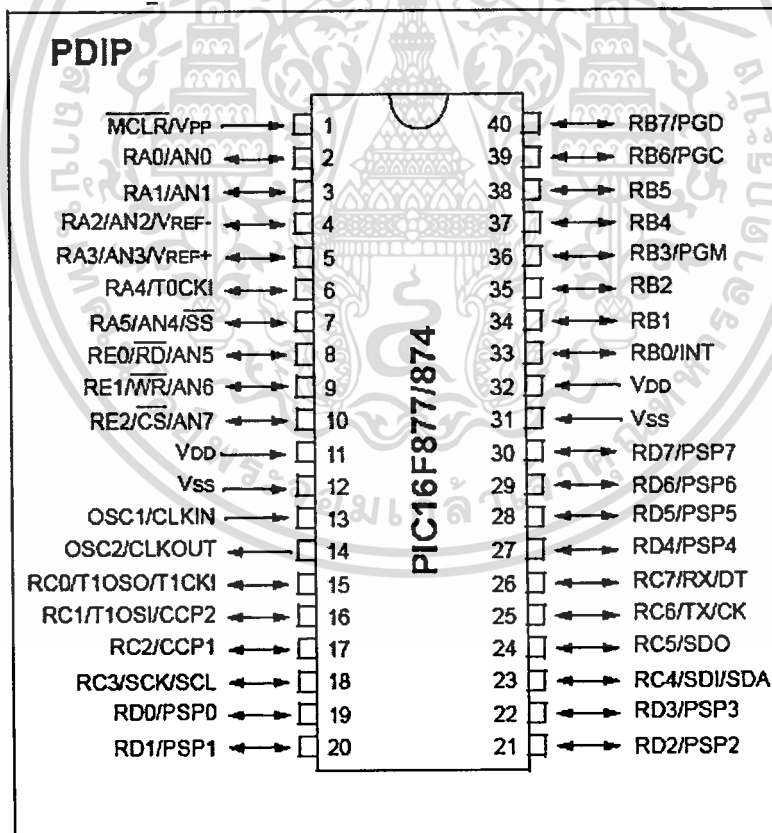 PDIP
MCLR/VPP 1
RA0/AN0 2
RA1/AN1 3
RA2/AN2/VREF- 4
RA3/AN3/VREF+ 5
RA4/T0CKI 6
RA5/AN4/SS 7
RE0/RD/AN5 8
RE1/WR/AN6 9
RE2/CS/AN7 10
VDD 11
VSS 12
OSC1/CLKIN 13
OSC2/CLKOUT 14
RC0/T1OSO/T1CKI 15
RC1/T1OSI/CCP2 16
RC2/CCP1 17
RC3/SCK/SCL 18
RD0/PSP0 19
RD1/PSP1 20
PIC16F877/874
40 RB7/PGD
39 RB6/PGC
38 RB5
37 RB4
36 RB3/PGM
35 RB2
34 RB1
33 RB0/INT
32 VDD
31 VSS
30 RD7/PSP7
29 RD6/PSP6
28 RD5/PSP5
27 RD4/PSP4
26 RC7/RX/DT
25 RC6/TX/CK
24 RC5/SDO
23 RC4/SDI/SDA
22 RD3/PSP3
21 RD2/PSP2